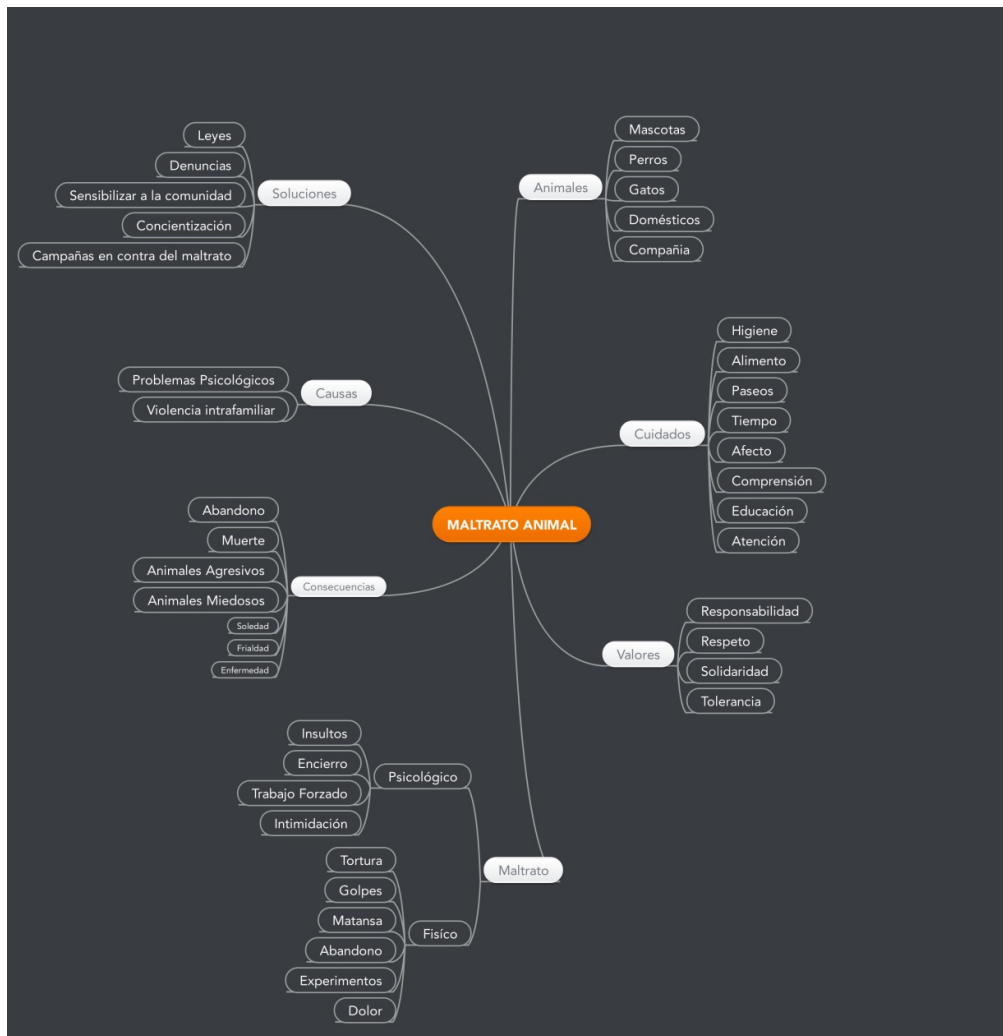 MALTRATO ANIMAL
Soluciones
Leyes
Denuncias
Sensibilizar a la comunidad
Concientización
Campañas en contra del maltrato
Causas
Problemas Psicológicos
Violencia intrafamiliar
Consecuencias
Abandono
Muerte
Animales Agresivos
Animales Miedosos
Soledad
Frialdad
Enfermedad
Maltrato
Psicológico
Insultos
Encierro
Trabajo Forzado
Intimidación
Fisíco
Tortura
Golpes
Matansa
Abandono
Experimentos
Dolor
Animales
Mascotas
Perros
Gatos
Domésticos
Compañia
Cuidados
Higiene
Alimento
Paseos
Tiempo
Afecto
Comprensión
Educación
Atención
Valores
Responsabilidad
Respeto
Solidaridad
Tolerancia